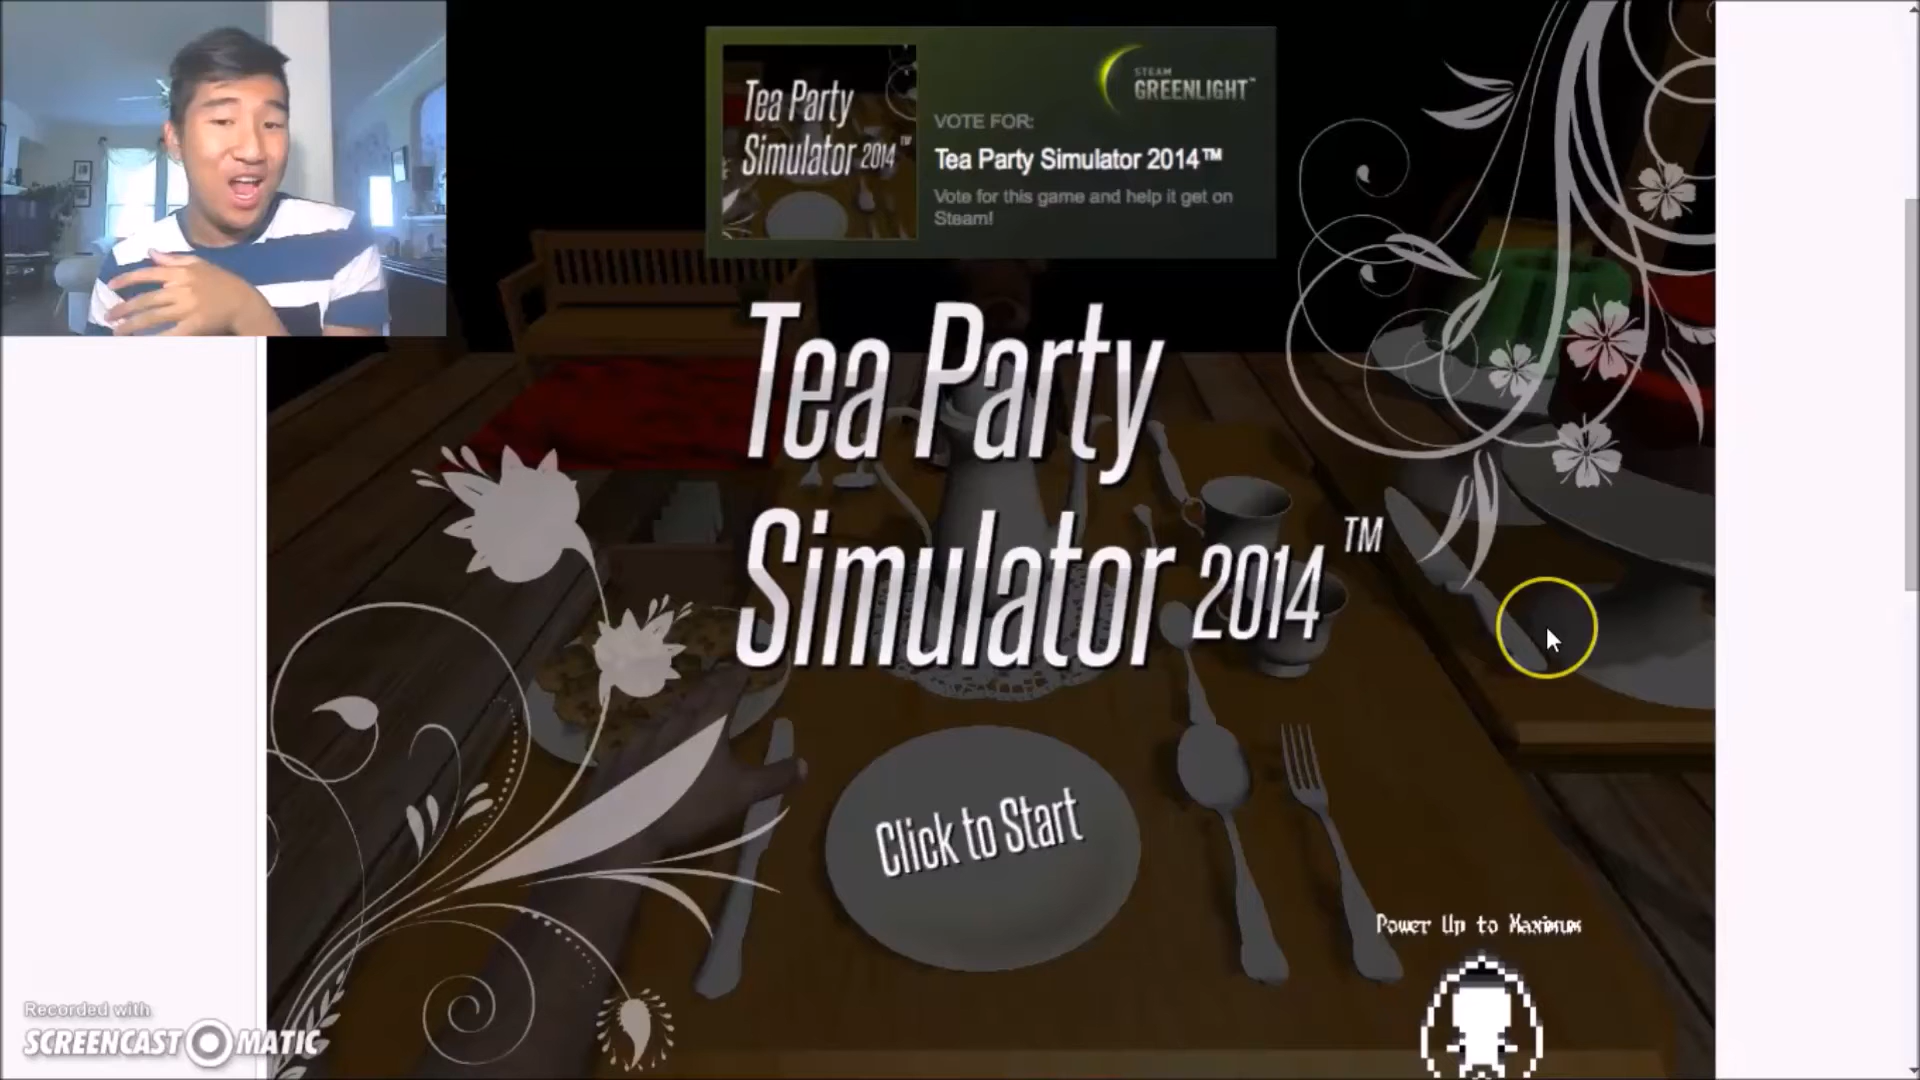 Tea Party
Simulator 2014™
STEAM
GREENLIGHT™
VOTE FOR:
Tea Party Simulator 2014™
Vote for this game and help it get on
Steam!
Tea Party
Simulator 2014™
Click to Start
Power Up to Maximum
Recorded with
SCREENCAST-O-MATIC